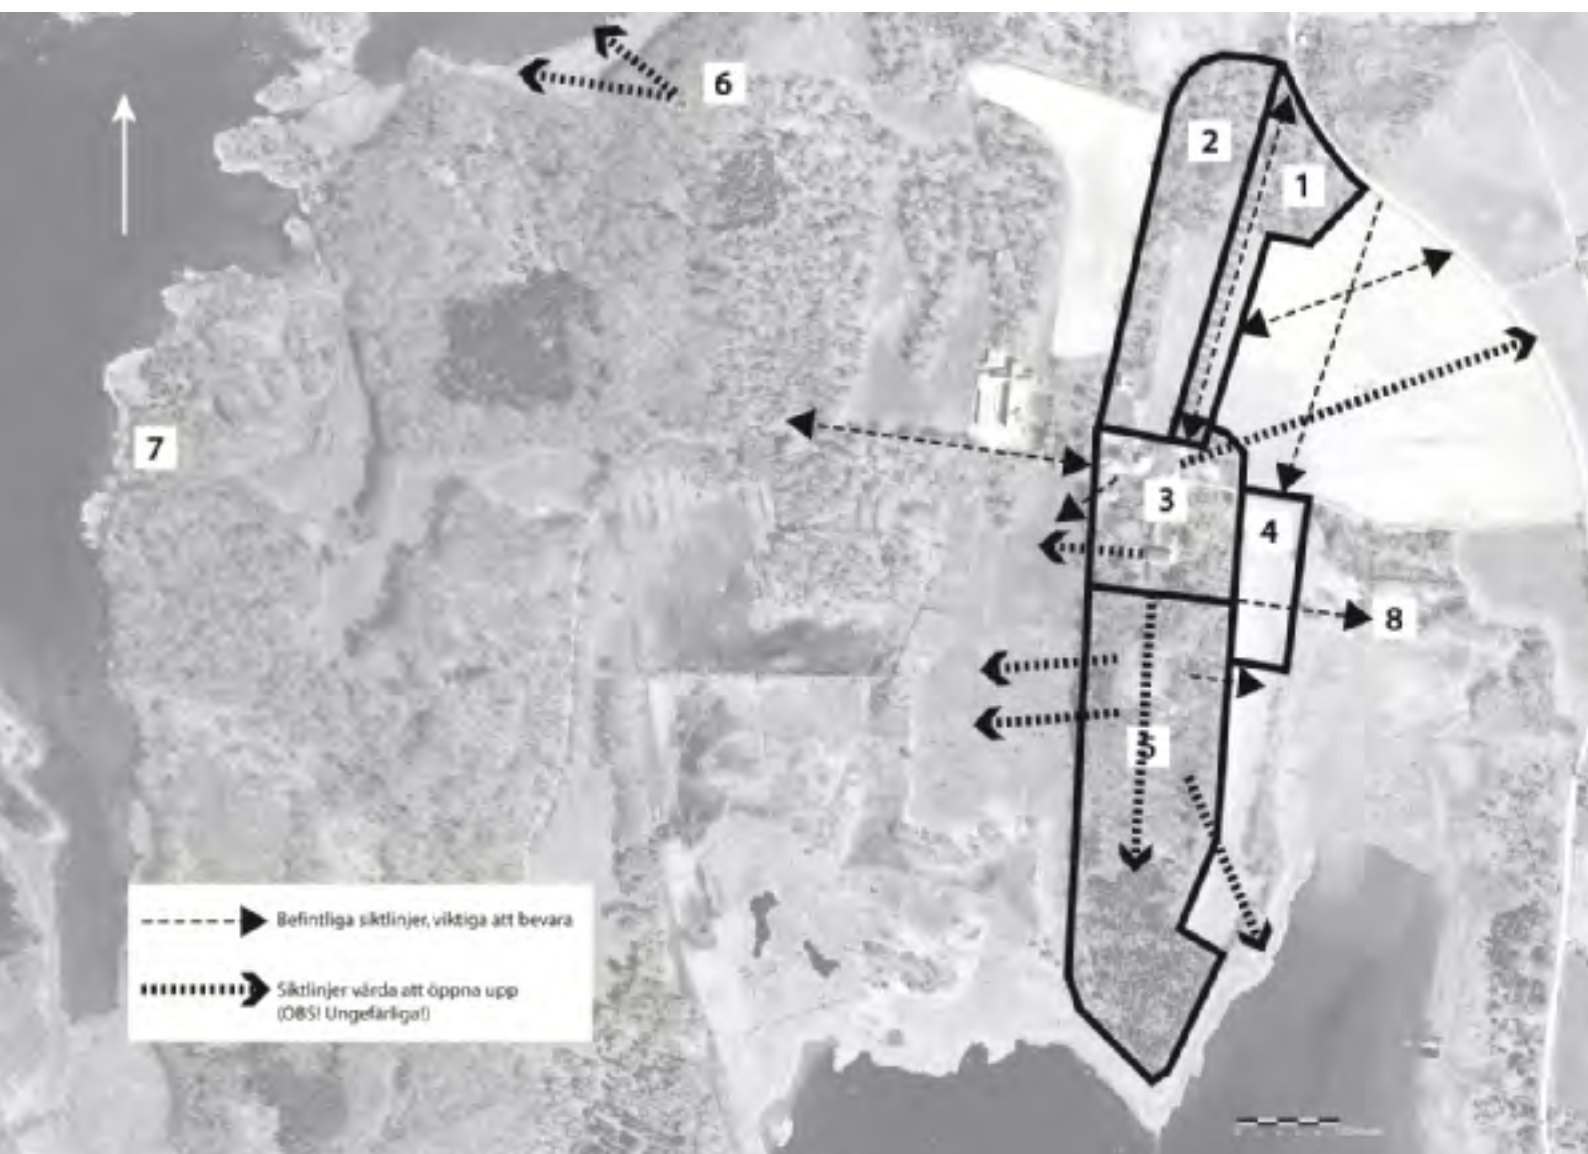 6
2
1
7
3
4
8
5
Befintliga siktlinjer, viktiga att bevara
Siktlinjer värda att öppna upp
(OBS! Ungefärliga!)